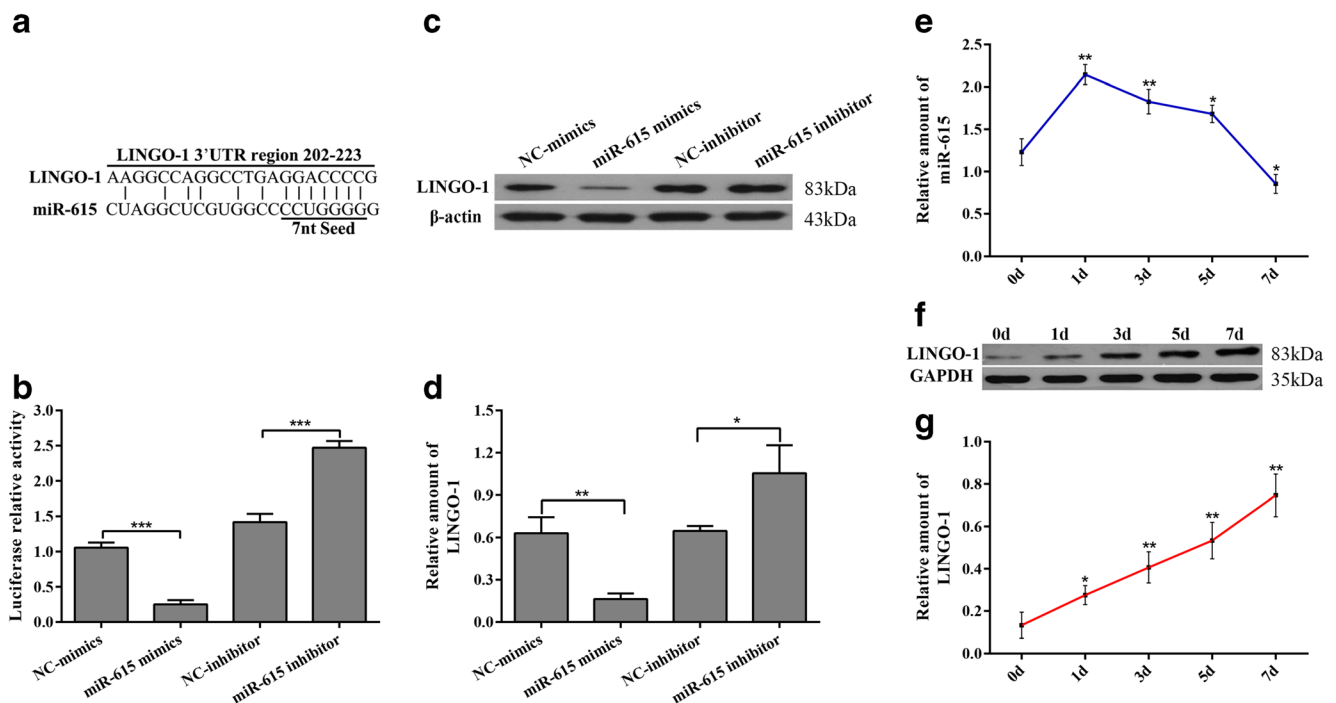 a
LINGO-1 3’UTR region 202-223
LINGO-1 AAGGCCAGGCCTGAGGACCCCG
miR-615 CUAGGCUCGUGGCCCCUGGGGG
7nt Seed
b
Luciferase relative activity
3.0
2.5
2.0
1.5
1.0
0.5
0.0
***
***
NC-mimics
miR-615 mimics
NC-inhibitor
miR-615 inhibitor
c
NC-mimics
miR-615 mimics
NC-inhibitor
miR-615 inhibitor
LINGO-1 83kDa
β-actin 43kDa
d
Relative amount of
LINGO-1
1.5
1.2
0.9
0.6
0.3
0.0
**
*
NC-mimics
miR-615 mimics
NC-inhibitor
miR-615 inhibitor
e
Relative amount of
miR-615
2.5
2.0
1.5
1.0
0.5
0.0
**
**
*
*
0d
1d
3d
5d
7d
f
0d 1d 3d 5d 7d
LINGO-1 83kDa
GAPDH 35kDa
g
Relative amount of
LINGO-1
1.0
0.8
0.6
0.4
0.2
0.0
*
**
**
**
0d
1d
3d
5d
7d